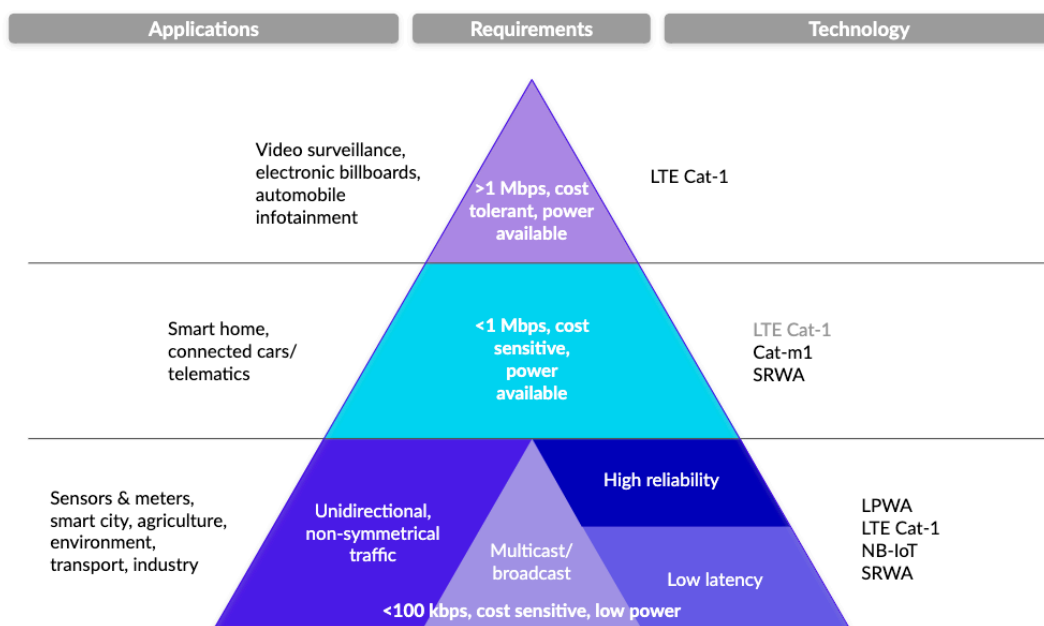 Applications
Requirements
Technology
Video surveillance,
electronic billboards,
automobile
infotainment
>1 Mbps, cost
tolerant, power
available
LTE Cat-1
Smart home,
connected cars/
telematics
<1 Mbps, cost
sensitive,
power
available
LTE Cat-1
Cat-m1
SRWA
Sensors & meters,
smart city, agriculture,
environment,
transport, industry
Unidirectional,
non-symmetrical
traffic
Multicast/
broadcast
High reliability
Low latency
<100 kbps, cost sensitive, low power
LPWA
LTE Cat-1
NB-IoT
SRWA